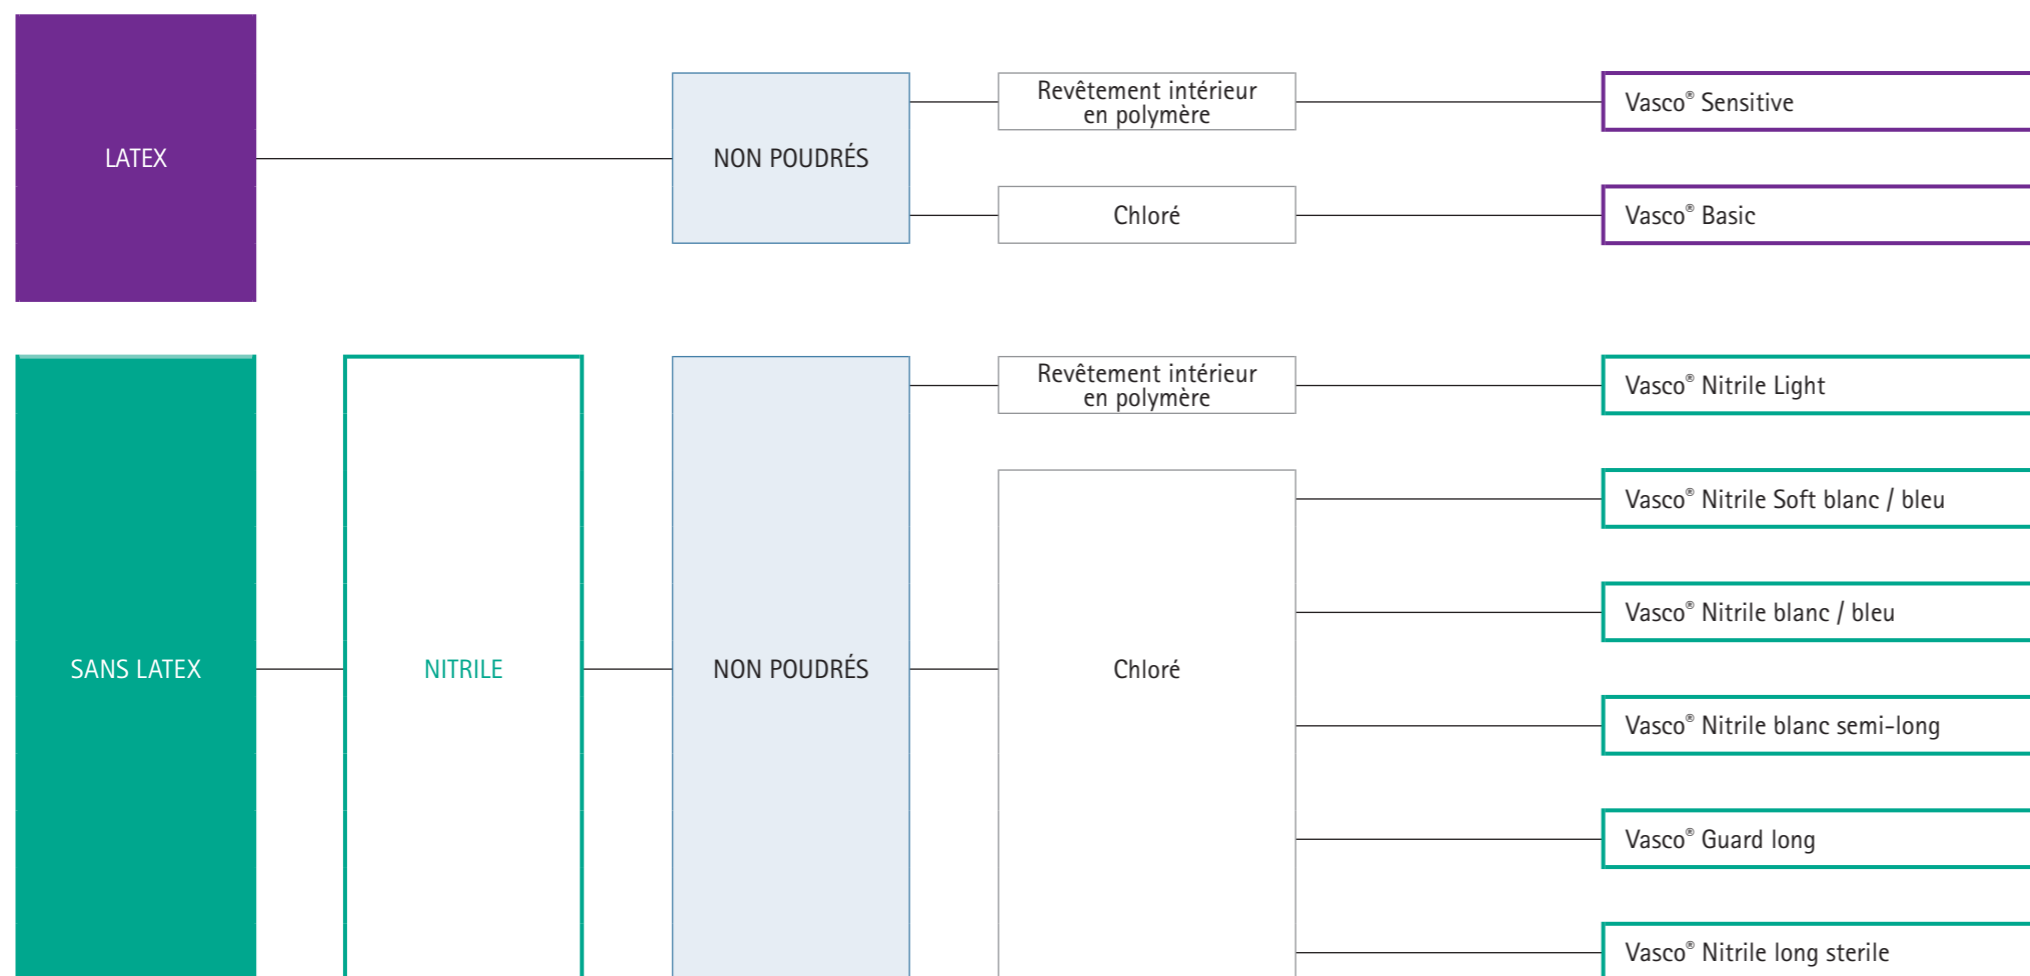 LATEX
NON POUDRÉS
Revêtement intérieur
en polymère
Vasco® Sensitive
Chloré
Vasco® Basic
SANS LATEX
NITRILE
NON POUDRÉS
Revêtement intérieur
en polymère
Vasco® Nitrile Light
Chloré
Vasco® Nitrile Soft blanc / bleu
Vasco® Nitrile blanc / bleu
Vasco® Nitrile blanc semi-long
Vasco® Guard long
Vasco® Nitrile long sterile